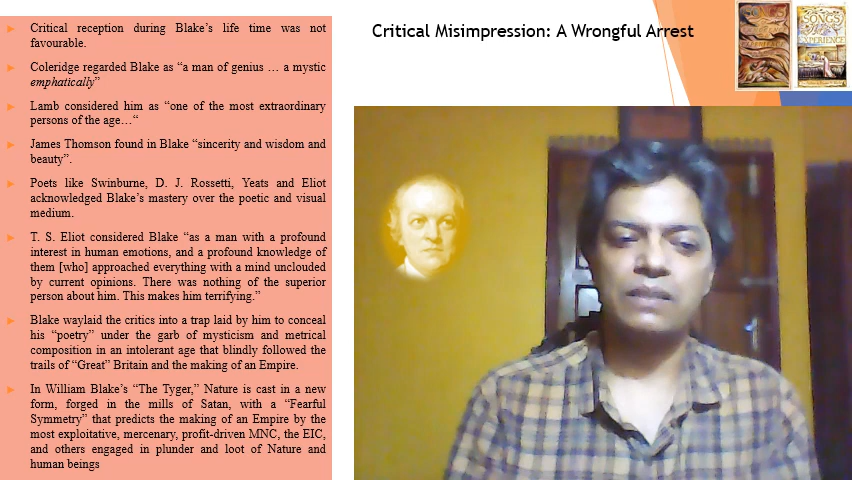 Critical Misimpression: A Wrongful Arrest
Critical reception during Blake's life time was not
favourable.
Coleridge regarded Blake as “a man of genius … a mystic
emphatically”
Lamb considered him as “one of the most extraordinary
persons of the age…“
James Thomson found in Blake “sincerity and wisdom and
beauty”.
Poets like Swinburne, D. J. Rossetti, Yeats and Eliot
acknowledged Blake's mastery over the poetic and visual
medium.
T. S. Eliot considered Blake “as a man with a profound
interest in human emotions, and a profound knowledge of
them [who] approached everything with a mind unclouded
by current opinions. There was nothing of the superior
person about him. This makes him terrifying.”
Blake waylaid the critics into a trap laid by him to conceal
his “poetry” under the garb of mysticism and metrical
composition in an intolerant age that blindly followed the
trails of “Great” Britain and the making of an Empire.
In William Blake's “The Tyger,” Nature is cast in a new
form, forged in the mills of Satan, with a “Fearful
Symmetry” that predicts the making of an Empire by the
most exploitative, mercenary, profit-driven MNC, the EIC,
and others engaged in plunder and loot of Nature and
human beings
SONGS